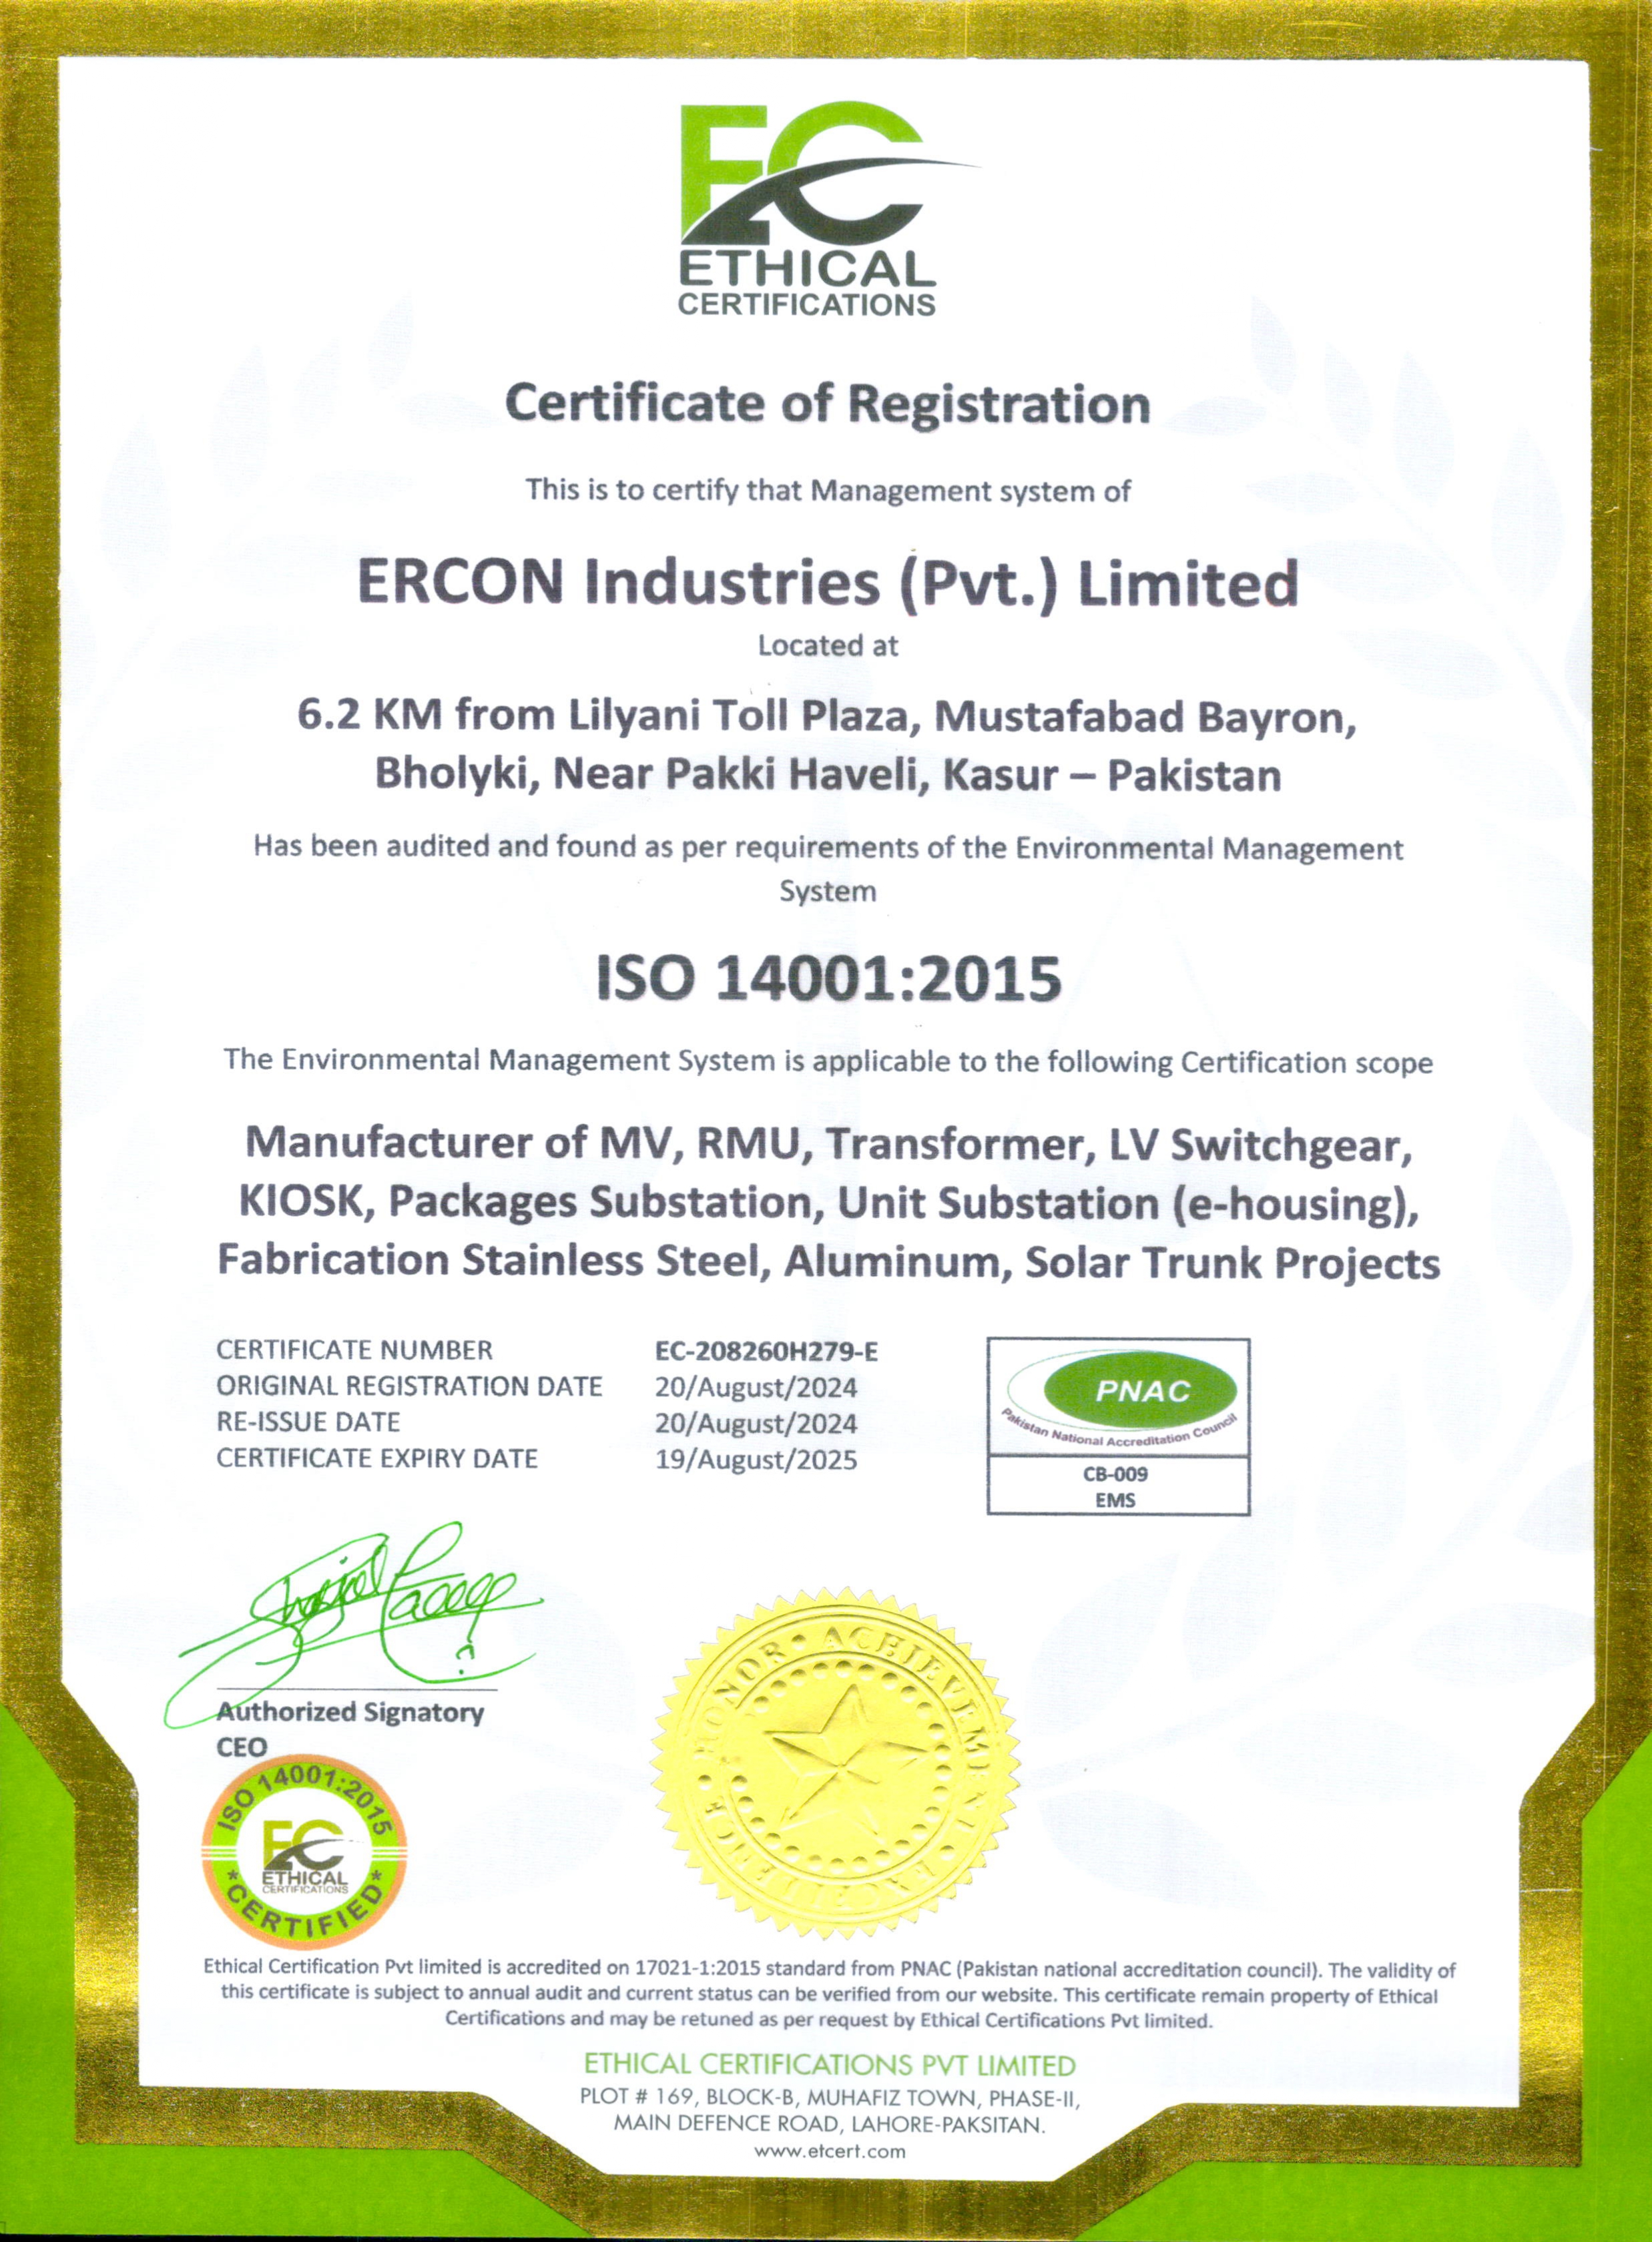 EC
ETHICAL
CERTIFICATIONS
Certificate of Registration
This is to certify that Management system of
ERCON Industries (Pvt.) Limited
Located at
6.2 KM from Lilyani Toll Plaza, Mustafabad Bayron,
Bholyki, Near Pakki Haveli, Kasur – Pakistan
Has been audited and found as per requirements of the Environmental Management
System
ISO 14001:2015
The Environmental Management System is applicable to the following Certification scope
Manufacturer of MV, RMU, Transformer, LV Switchgear,
KIOSK, Packages Substation, Unit Substation (e-housing),
Fabrication Stainless Steel, Aluminum, Solar Trunk Projects
CERTIFICATE NUMBER EC-208260H279-E
ORIGINAL REGISTRATION DATE 20/August/2024
RE-ISSUE DATE 20/August/2024
CERTIFICATE EXPIRY DATE 19/August/2025
PNAC
Pakistan National Accreditation Council
CB-009
EMS
Authorized Signatory
CEO
ISO 14001:2015
EC
ETHICAL
CERTIFICATIONS
* CERTIFIED *
HONOR • ACHIEVEMENT • EXCELLENCE •
Ethical Certification Pvt limited is accredited on 17021-1:2015 standard from PNAC (Pakistan national accreditation council). The validity of
this certificate is subject to annual audit and current status can be verified from our website. This certificate remain property of Ethical
Certifications and may be retuned as per request by Ethical Certifications Pvt limited.
ETHICAL CERTIFICATIONS PVT LIMITED
PLOT # 169, BLOCK-B, MUHAFIZ TOWN, PHASE-II,
MAIN DEFENCE ROAD, LAHORE-PAKSITAN.
www.etcert.com